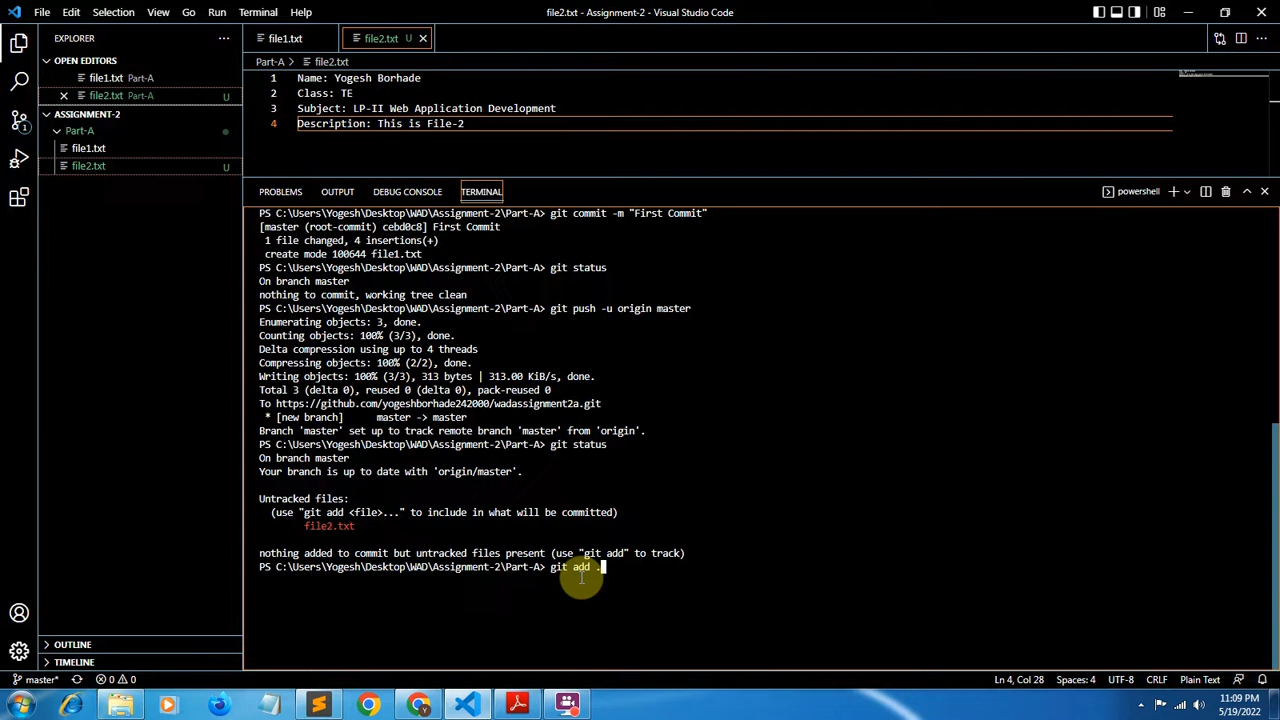 File Edit Selection View Go Run Terminal Help
file2.txt - Assignment-2 - Visual Studio Code
EXPLORER
OPEN EDITORS
file1.txt Part-A
file2.txt Part-A U
ASSIGNMENT-2
Part-A
file1.txt
file2.txt U
OUTLINE
TIMELINE
1
file1.txt
file2.txt U
Part-A > file2.txt
1 Name: Yogesh Borhade
2 Class: TE
3 Subject: LP-II Web Application Development
4 Description: This is File-2
PROBLEMS OUTPUT DEBUG CONSOLE TERMINAL
powershell
PS C:\Users\Yogesh\Desktop\WAD\Assignment-2\Part-A> git commit -m "First Commit"
[master (root-commit) cebd0c8] First Commit
1 file changed, 4 insertions(+)
create mode 100644 file1.txt
PS C:\Users\Yogesh\Desktop\WAD\Assignment-2\Part-A> git status
On branch master
nothing to commit, working tree clean
PS C:\Users\Yogesh\Desktop\WAD\Assignment-2\Part-A> git push -u origin master
Enumerating objects: 3, done.
Counting objects: 100% (3/3), done.
Delta compression using up to 4 threads
Compressing objects: 100% (2/2), done.
Writing objects: 100% (3/3), 313 bytes | 313.00 KiB/s, done.
Total 3 (delta 0), reused 0 (delta 0), pack-reused 0
To https://github.com/yogeshborhade242000/wadassignment2a.git
* [new branch] master -> master
Branch 'master' set up to track remote branch 'master' from 'origin'.
PS C:\Users\Yogesh\Desktop\WAD\Assignment-2\Part-A> git status
On branch master
Your branch is up to date with 'origin/master'.
Untracked files:
(use "git add <file>..." to include in what will be committed)
file2.txt
nothing added to commit but untracked files present (use "git add" to track)
PS C:\Users\Yogesh\Desktop\WAD\Assignment-2\Part-A> git add .
master* 0 0
Ln 4, Col 28 Spaces: 4 UTF-8 CRLF Plain Text
11:09 PM
5/19/2022